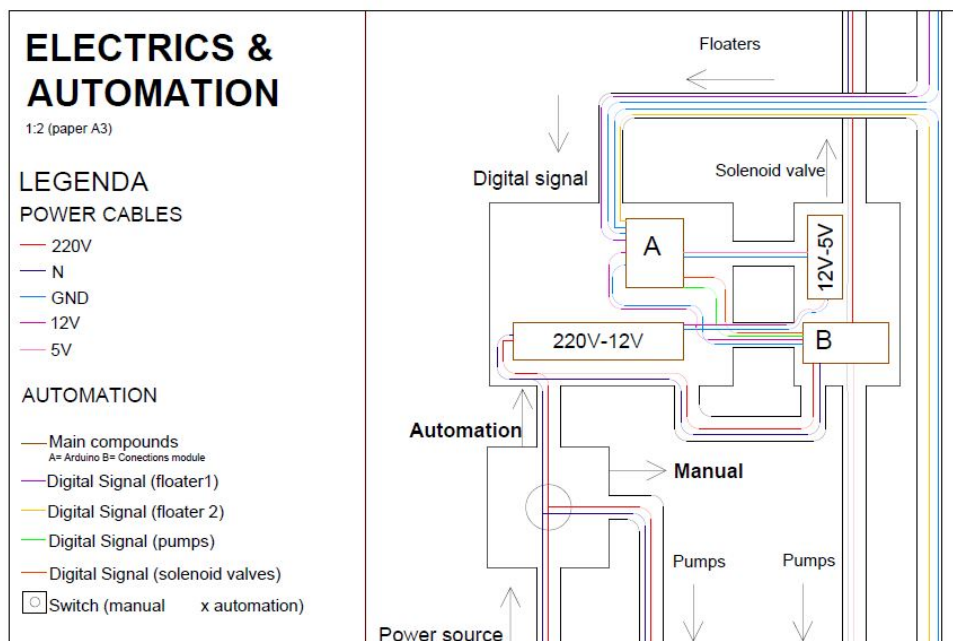 ELECTRICS &
AUTOMATION
1:2 (paper A3)
LEGENDA
POWER CABLES
220V
N
GND
12V
5V
AUTOMATION
Main compounds
A= Arduino B= Conections module
Digital Signal (floater1)
Digital Signal (floater 2)
Digital Signal (pumps)
Digital Signal (solenoid valves)
Switch (manual x automation)
Floaters
Digital signal
Solenoid valve
A
12V-5V
220V-12V
B
Automation
Manual
Pumps
Pumps
Power source